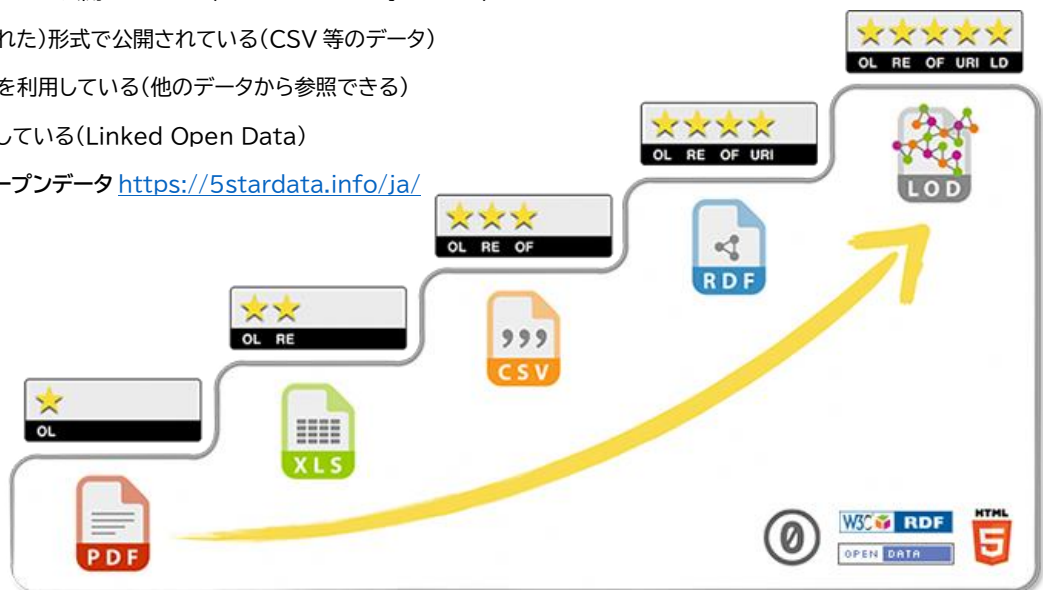 れた)形式で公開されている(CSV 等のデータ)
を利用している(他のデータから参照できる)
している(Linked Open Data)
ープンデータ https://5stardata.info/ja/
OL RE OF URI LD
LOD
OL RE OF URI
RDF
OL RE OF
CSV
OL RE
XLS
OL
PDF
0
W3C RDF
OPEN DATA
HTML
5